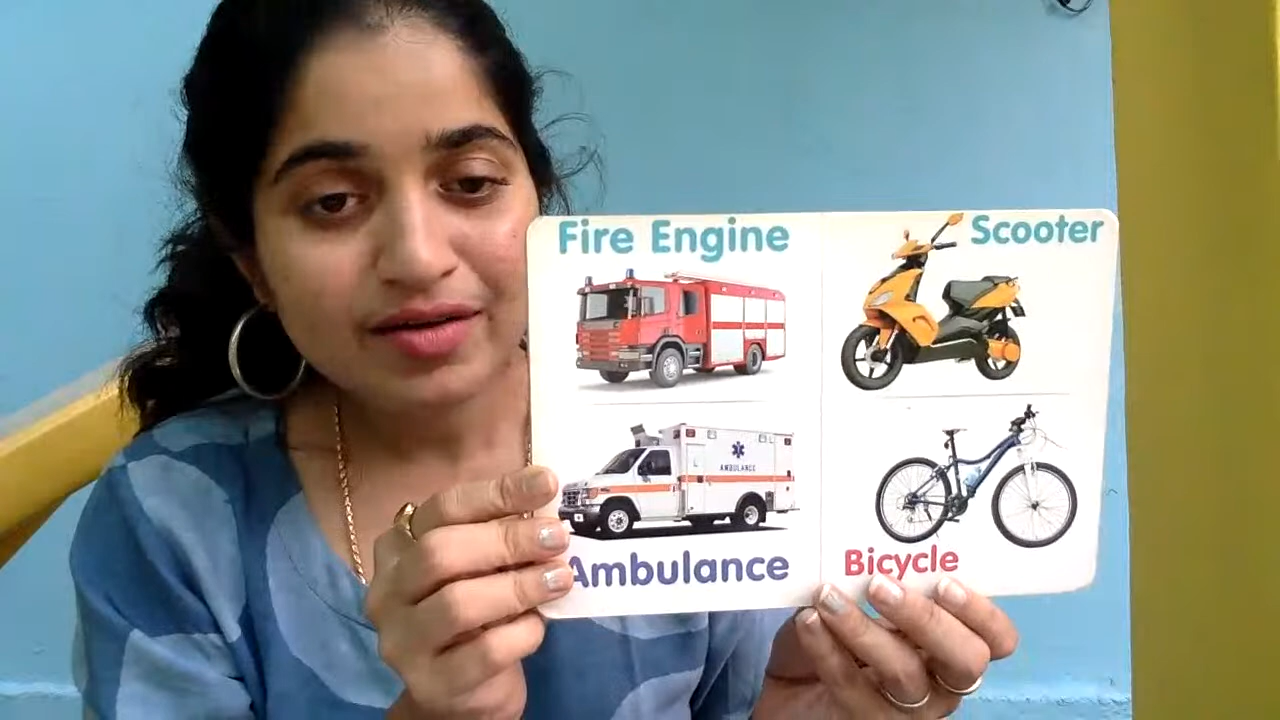 Fire Engine
Scooter
AMBULANCE
Ambulance
Bicycle